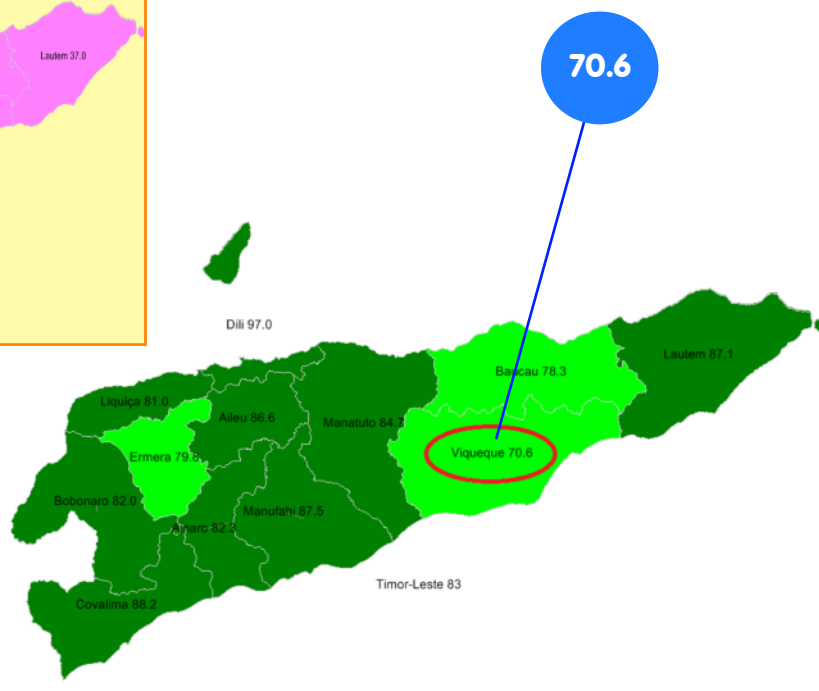 Lautem 37.0
70.6
Dili 97.0
Lautem 87.1
Baucau 78.3
Liquiça 81.0
Aileu 86.6
Manatuto 84.7
Viqueque 70.6
Ermera 79.8
Bobonaro 82.0
Manufahi 87.5
Ainaro 82.3
Timor-Leste 83
Covalima 88.2